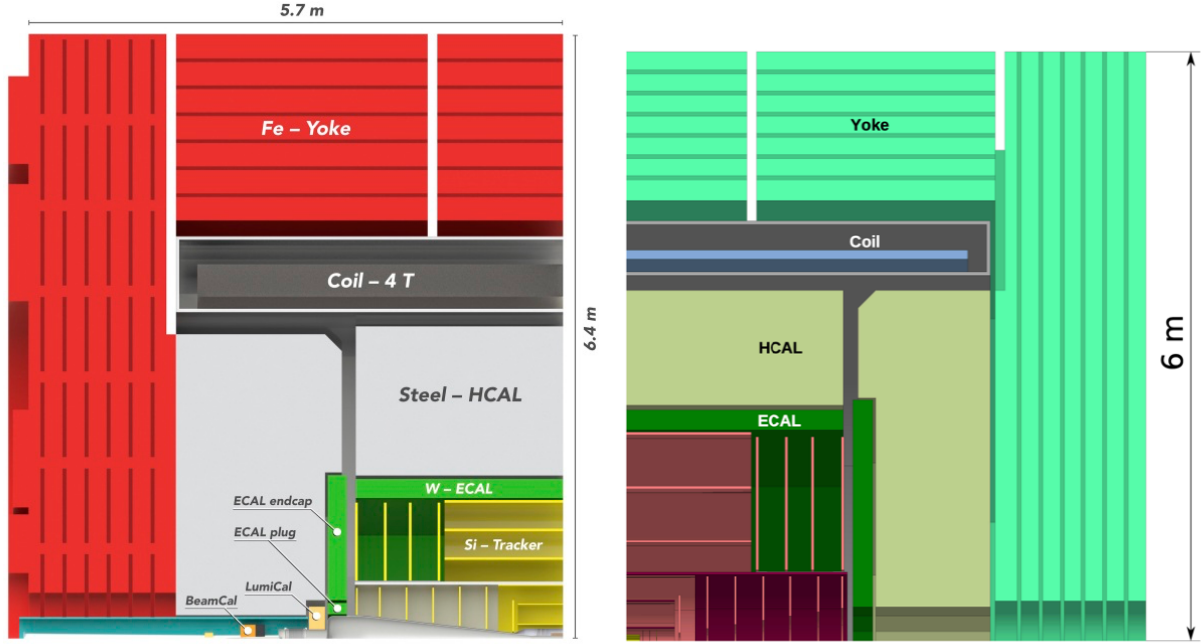 5.7 m
Fe – Yoke
Coil – 4 T
6.4 m
Steel – HCAL
ECAL endcap
W – ECAL
ECAL plug
Si – Tracker
LumiCal
BeamCal
Yoke
Coil
HCAL
ECAL
6 m